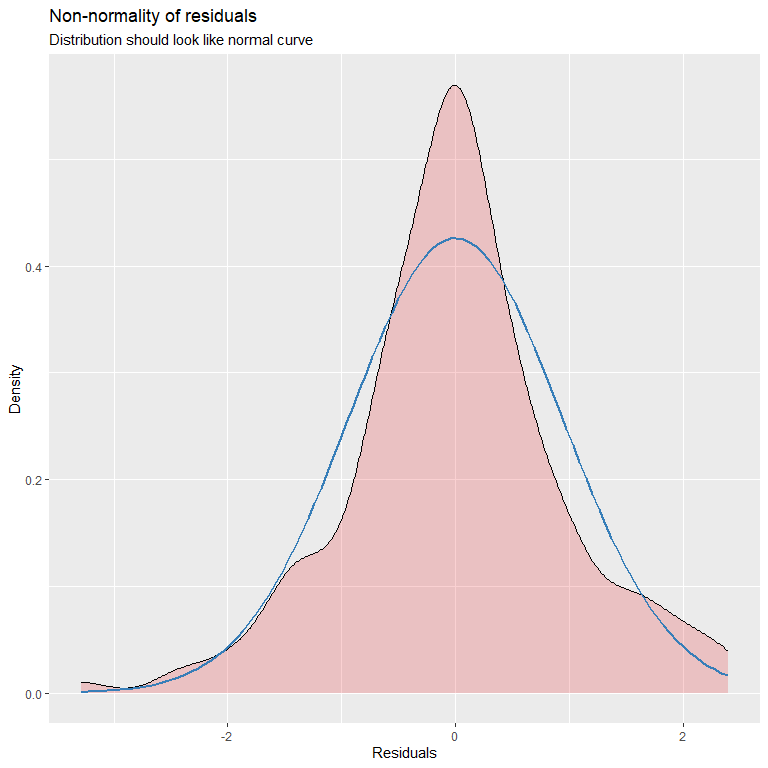 Non-normality of residuals
Distribution should look like normal curve
Density
0.4
0.2
0.0
-2
0
2
Residuals